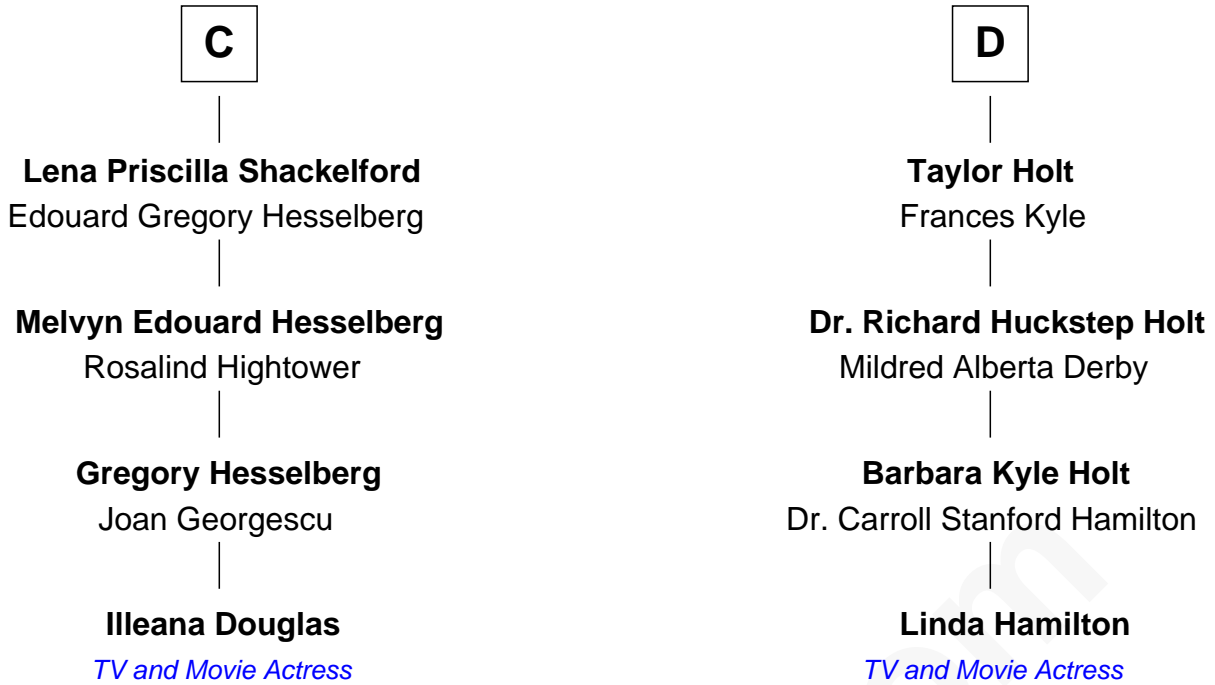 C
Lena Priscilla Shackelford
Edouard Gregory Hesselberg
Melvyn Edouard Hesselberg
Rosalind Hightower
Gregory Hesselberg
Joan Georgescu
Illeana Douglas
TV and Movie Actress
D
Taylor Holt
Frances Kyle
Dr. Richard Huckstep Holt
Mildred Alberta Derby
Barbara Kyle Holt
Dr. Carroll Stanford Hamilton
Linda Hamilton
TV and Movie Actress